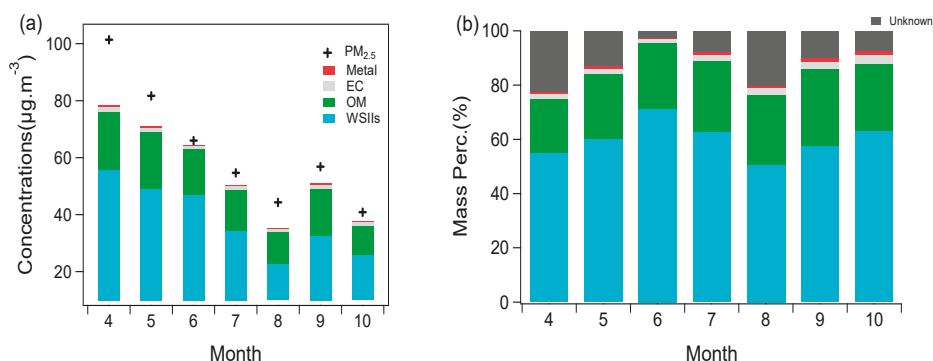 (a)
Concentrations(μg.m⁻³)
100
80
60
40
20
PM2.5
Metal
EC
OM
WSIIs
4 5 6 7 8 9 10
Month
(b)
Unknown
Mass Perc.(%)
100
80
60
40
20
0
4 5 6 7 8 9 10
Month